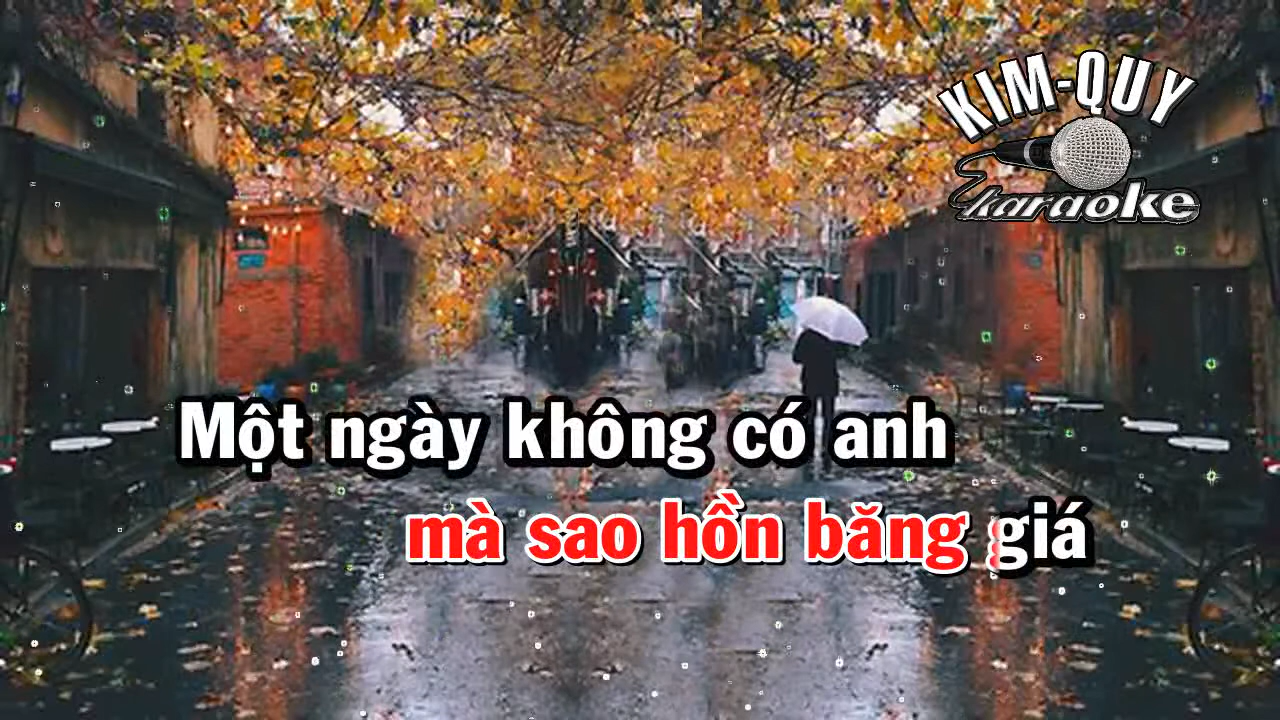 KIM-QUY
karaoke
Một ngày không có anh
mà sao hồn băng giá